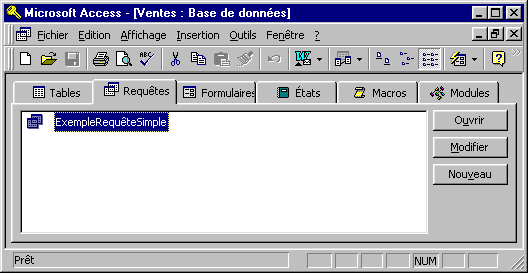 Microsoft Access - [Ventes : Base de données]
Fichier Edition Affichage Insertion Outils Fenêtre ?
ABC
W
?
Tables Requêtes Formulaires États Macros Modules
ExempleRequêteSimple
Ouvrir
Modifier
Nouveau
Prêt
NUM